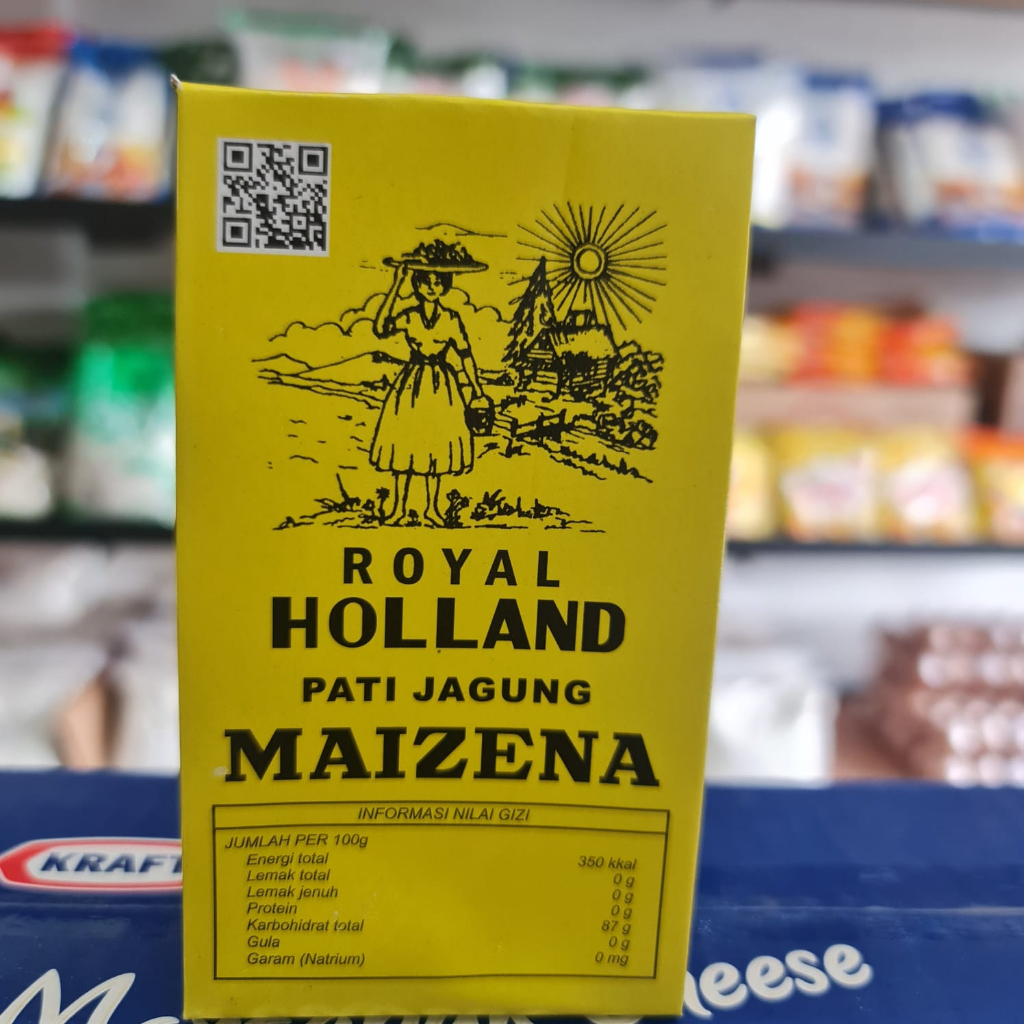 ROYAL
HOLLAND
PATI JAGUNG
MAIZENA
INFORMASI NILAI GIZI
JUMLAH PER 100g
Energi total 350 kkal
Lemak total 0 g
Lemak jenuh 0 g
Protein 0 g
Karbohidrat total 87 g
Gula 0 g
Garam (Natrium) 0 mg
KRAFT